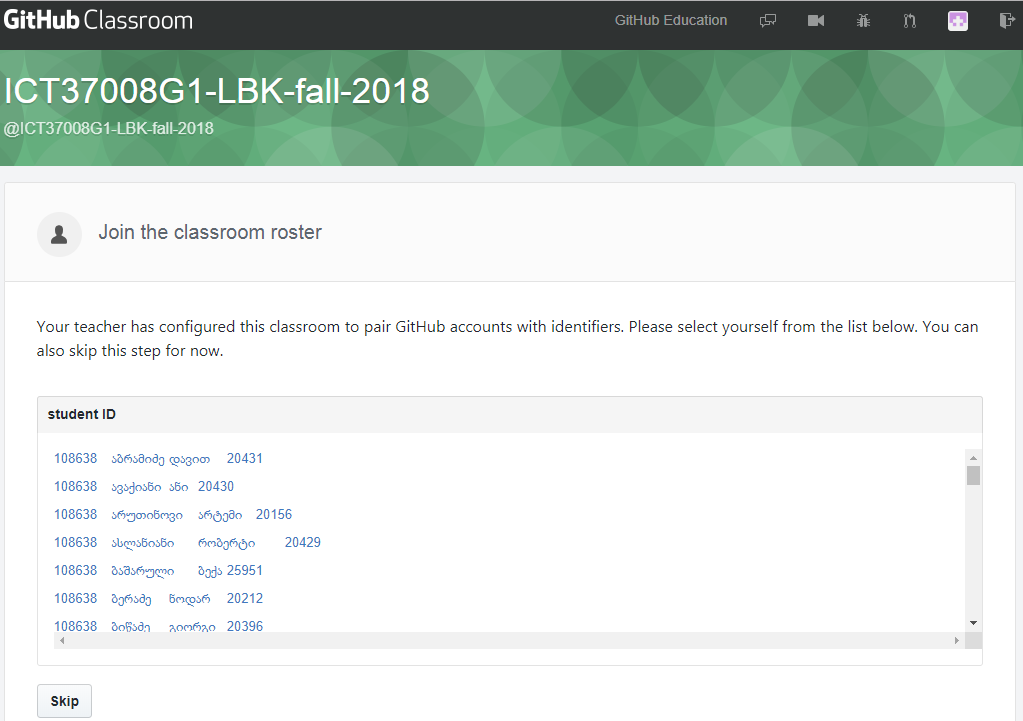 GitHub Classroom GitHub Education
ICT37008G1-LBK-fall-2018
@ICT37008G1-LBK-fall-2018
Join the classroom roster
Your teacher has configured this classroom to pair GitHub accounts with identifiers. Please select yourself from the list below. You can
also skip this step for now.
student ID
108638 აბრამიძე დავით 20431
108638 ავაქიანი ანი 20430
108638 არუთინოვი არტემი 20156
108638 ასლანიანი რობერტი 20429
108638 ბაშარული ბექა 25951
108638 ბერაძე ნოდარ 20212
108638 ბიწაძე გიორგი 20396
Skip